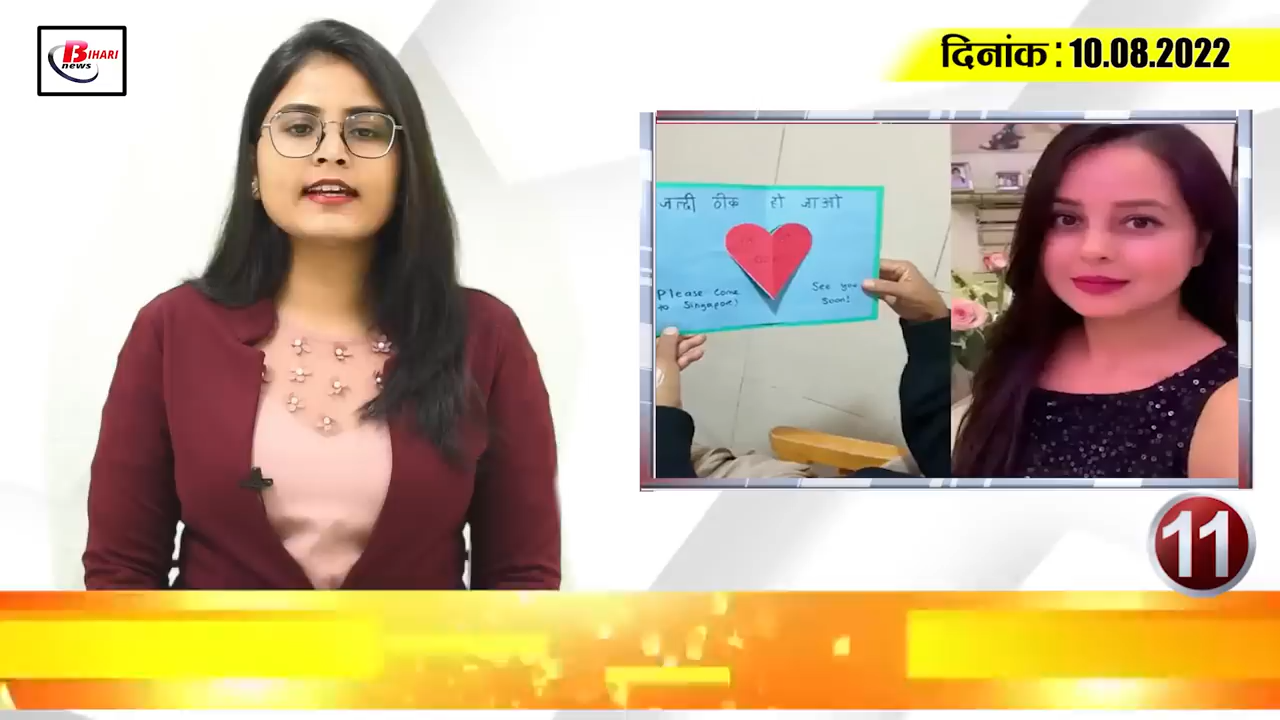 BIHARI
news
दिनांक : 10.08.2022
जल्दी ठीक हो जाओ
Please Come
to Singapore!
See you
Soon!
11